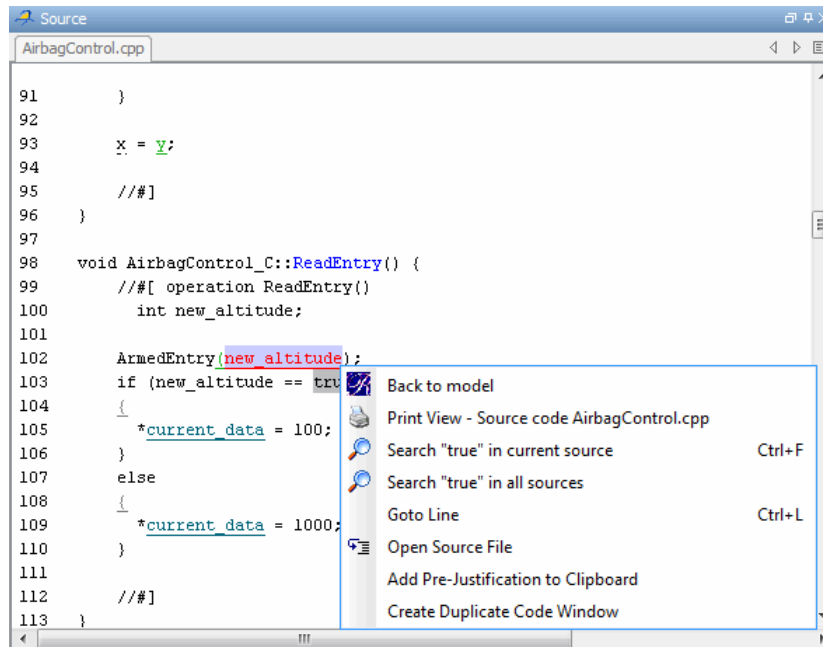 Source
AirbagControl.cpp
91 }
92
93 x = y;
94
95 //#]
96 }
97
98 void AirbagControl_C::ReadEntry() {
99 //#[ operation ReadEntry()
100 int new_altitude;
101
102 ArmedEntry(new_altitude);
103 if (new_altitude == tru
104 {
105 *current_data = 100;
106 }
107 else
108 {
109 *current_data = 1000;
110 }
111
112 //#]
113 }
Back to model
Print View - Source code AirbagControl.cpp
Search "true" in current source Ctrl+F
Search "true" in all sources
Goto Line Ctrl+L
Open Source File
Add Pre-Justification to Clipboard
Create Duplicate Code Window